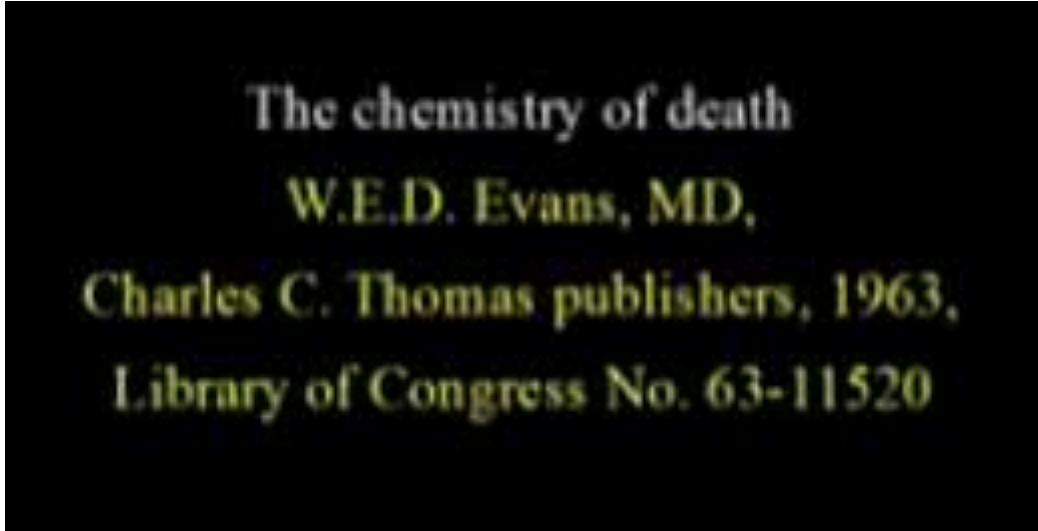 The chemistry of death
W.E.D. Evans, MD,
Charles C. Thomas publishers, 1963,
Library of Congress No. 63-11520